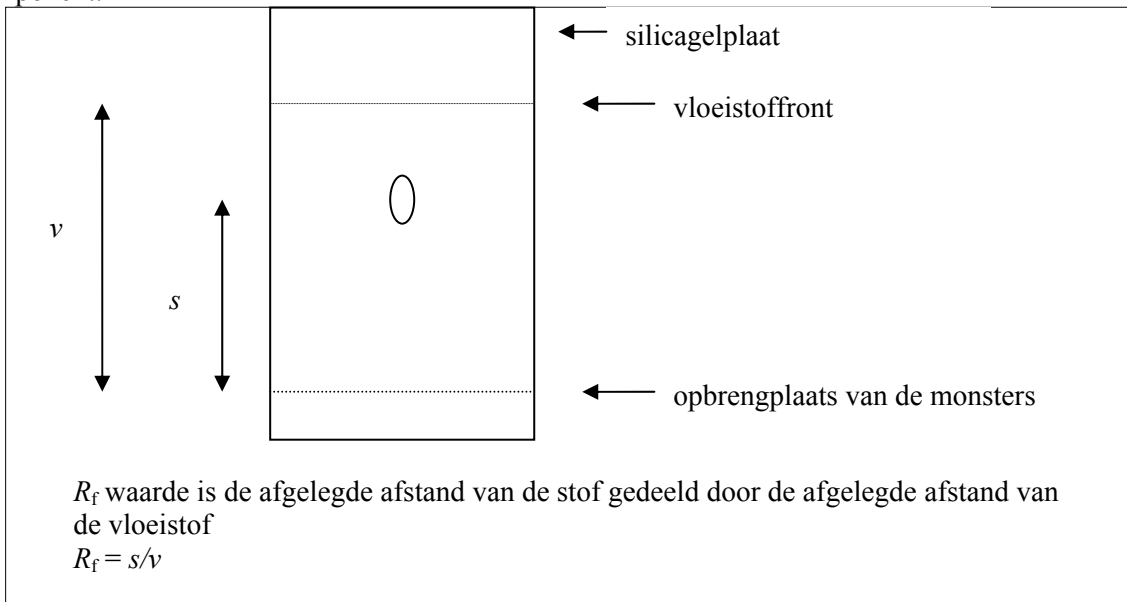 silicagelplaat
vloeistoffront
v
s
opbrengplaats van de monsters
Rf waarde is de afgelegde afstand van de stof gedeeld door de afgelegde afstand van
de vloeistof
Rf = s/v